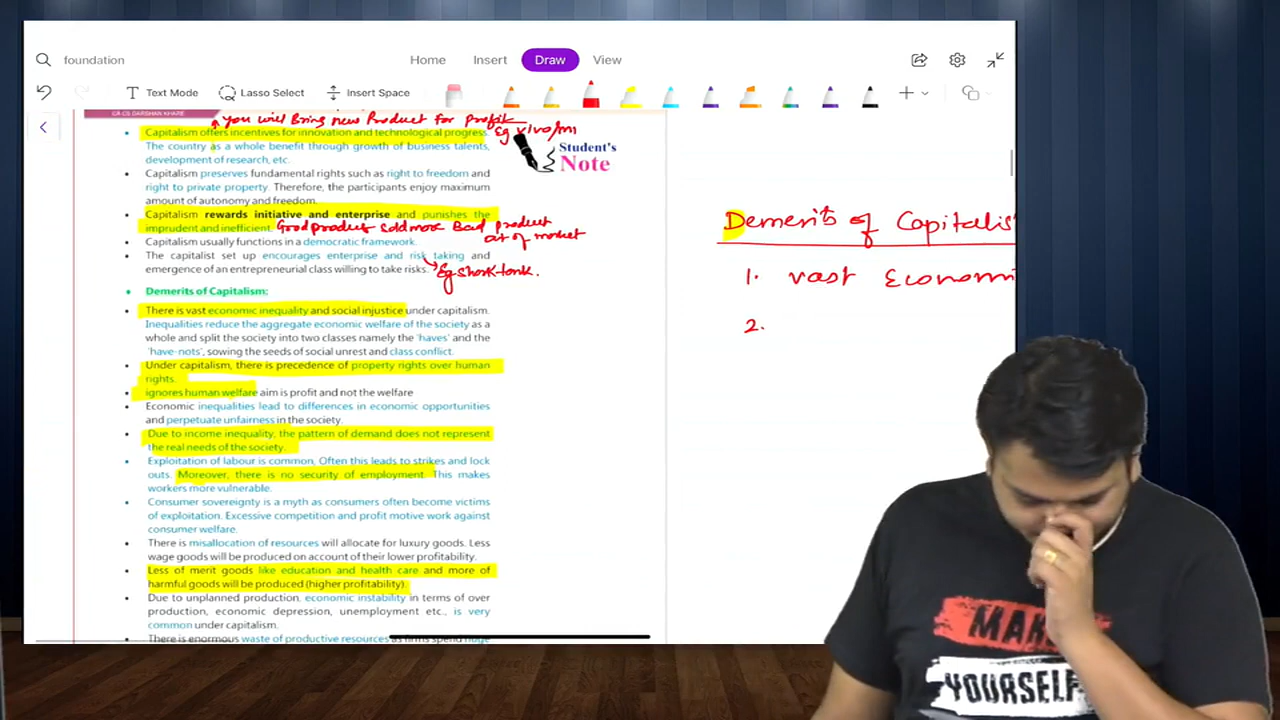 foundation
Home
Insert
Draw
View
Text Mode
Lasso Select
Insert Space
CA CS DARSHAN KHARE
you will Bring new Product for Profit
Eg vivo/mi
Capitalism offers incentives for innovation and technological progress.
The country as a whole benefit through growth of business talents,
development of research, etc.
Student's
Note
Capitalism preserves fundamental rights such as right to freedom and
right to private property. Therefore, the participants enjoy maximum
amount of autonomy and freedom.
Capitalism rewards initiative and enterprise and punishes the
imprudent and inefficient. Good product sold more Bad product
out of market
Capitalism usually functions in a democratic framework.
The capitalist set up encourages enterprise and risk taking and
emergence of an entrepreneurial class willing to take risks.
Eg shark tank.
Demerits of Capitalism:
There is vast economic inequality and social injustice under capitalism.
Inequalities reduce the aggregate economic welfare of the society as a
whole and split the society into two classes namely the 'haves' and the
'have-nots', sowing the seeds of social unrest and class conflict.
Under capitalism, there is precedence of property rights over human
rights.
ignores human welfare aim is profit and not the welfare
Economic inequalities lead to differences in economic opportunities
and perpetuate unfairness in the society.
Due to income inequality, the pattern of demand does not represent
the real needs of the society.
Exploitation of labour is common. Often this leads to strikes and lock
outs. Moreover, there is no security of employment. This makes
workers more vulnerable.
Consumer sovereignty is a myth as consumers often become victims
of exploitation. Excessive competition and profit motive work against
consumer welfare.
There is misallocation of resources will allocate for luxury goods. Less
wage goods will be produced on account of their lower profitability.
Less of merit goods like education and health care and more of
harmful goods will be produced (higher profitability).
Due to unplanned production, economic instability in terms of over
production, economic depression, unemployment etc., is very
common under capitalism.
There is enormous waste of productive resources as firms spend huge
Demerits of Capitalis
1. vast Economi
2.
MAKE
YOURSELF